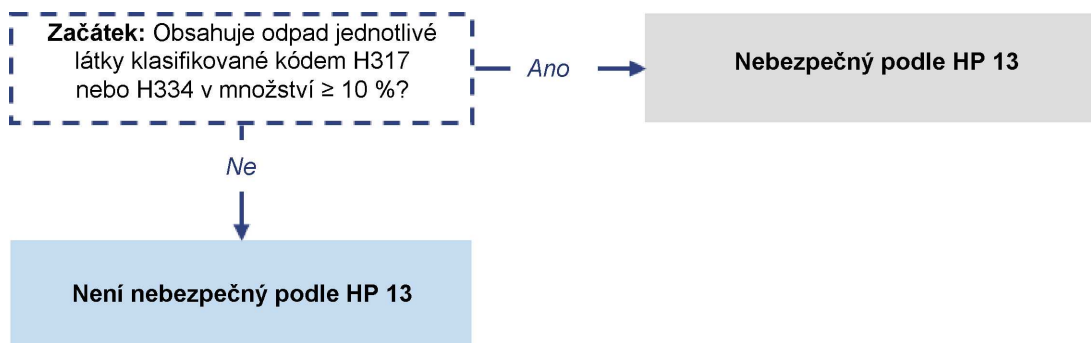 Začátek: Obsahuje odpad jednotlivé
látky klasifikované kódem H317
nebo H334 v množství ≥ 10 %?
Ano
Nebezpečný podle HP 13
Ne
Není nebezpečný podle HP 13